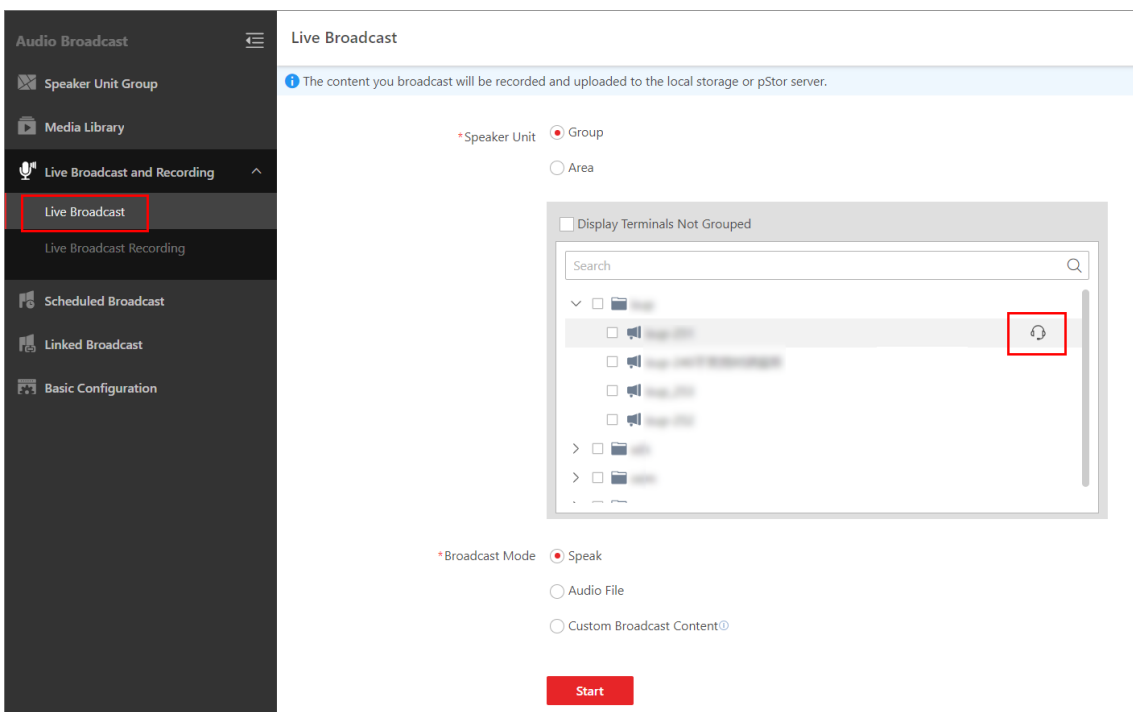 Audio Broadcast
Speaker Unit Group
Media Library
Live Broadcast and Recording
Live Broadcast
Live Broadcast Recording
Scheduled Broadcast
Linked Broadcast
Basic Configuration
Live Broadcast
The content you broadcast will be recorded and uploaded to the local storage or pStor server.
*Speaker Unit
Group
Area
Display Terminals Not Grouped
Search
*Broadcast Mode
Speak
Audio File
Custom Broadcast Content
Start